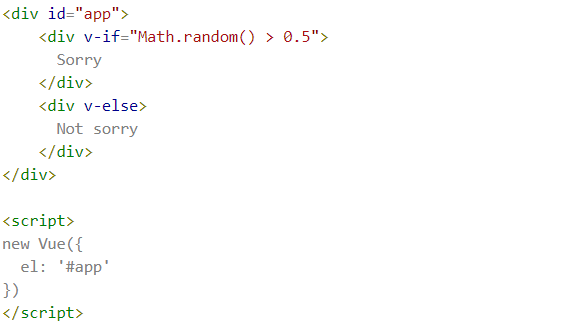 <div id="app">
    <div v-if="Math.random() > 0.5">
      Sorry
    </div>
    <div v-else>
      Not sorry
    </div>
</div>

<script>
new Vue({
  el: '#app'
})
</script>